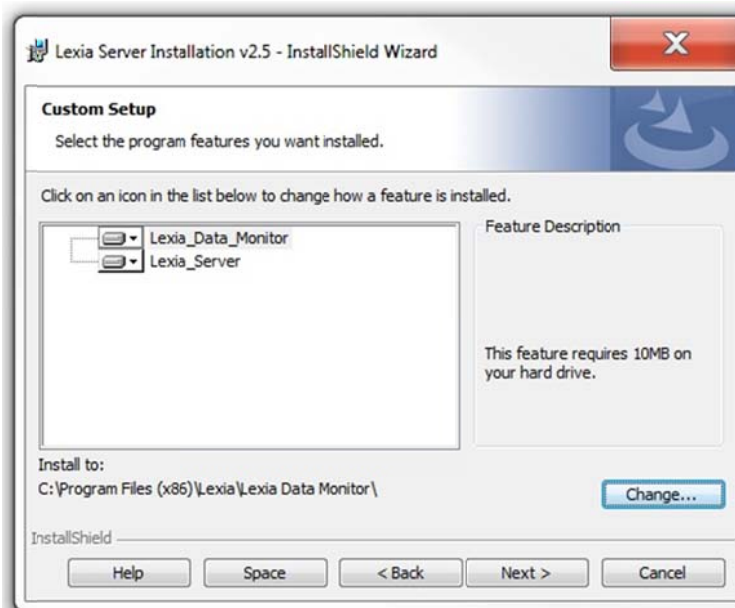 Lexia Server Installation v2.5 - InstallShield Wizard
Custom Setup
Select the program features you want installed.
Click on an icon in the list below to change how a feature is installed.
Lexia_Data_Monitor
Lexia_Server
Feature Description
This feature requires 10MB on
your hard drive.
Install to:
C:\Program Files (x86)\Lexia\Lexia Data Monitor\
Change...
InstallShield
Help
Space
< Back
Next >
Cancel